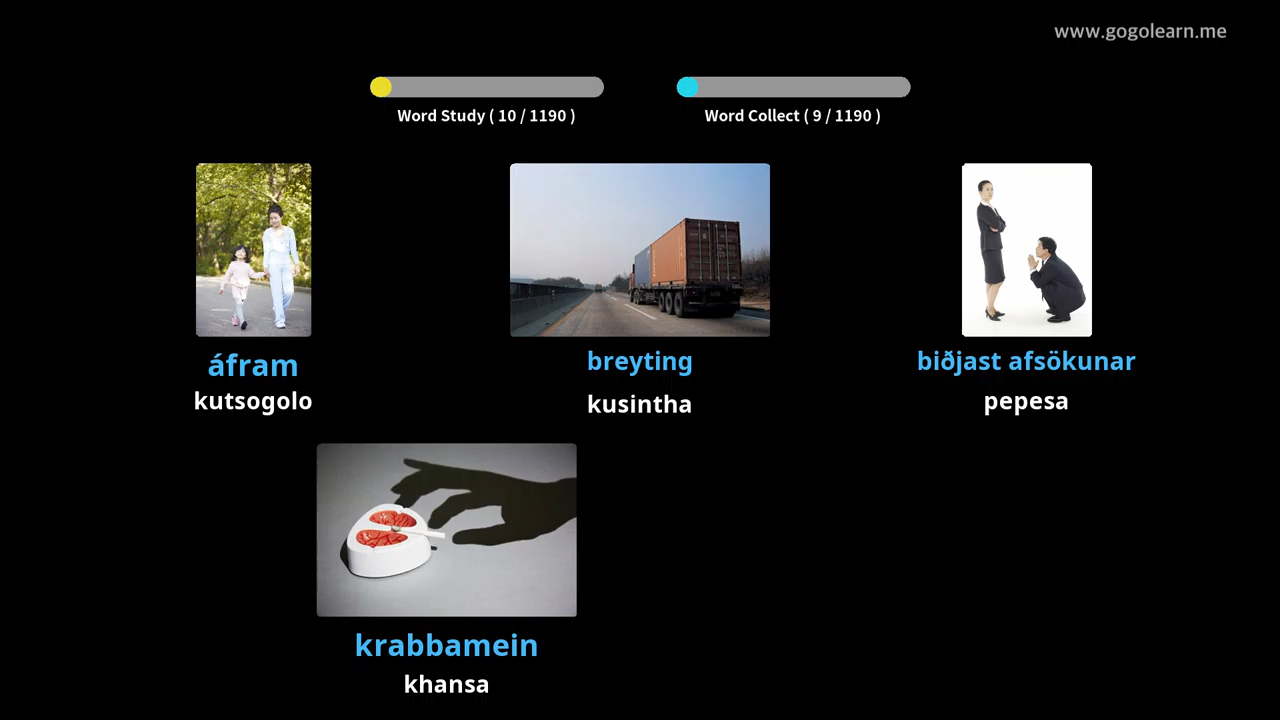 www.gogolearn.me
Word Study ( 10 / 1190 )
Word Collect ( 9 / 1190 )
áfram
kutsogolo
breyting
kusintha
biðjast afsökunar
pepesa
krabbamein
khansa